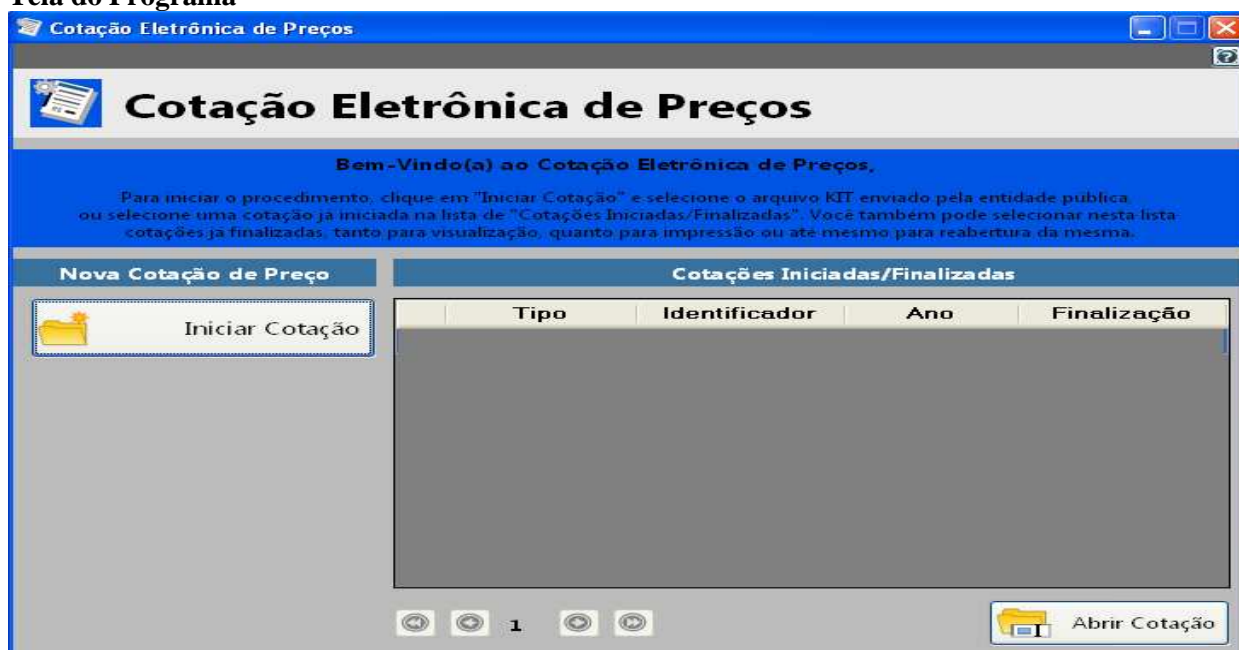 Tela do Programa
Cotação Eletrônica de Preços
Cotação Eletrônica de Preços
Bem-Vindo(a) ao Cotação Eletrônica de Preços,
Para iniciar o procedimento, clique em "Iniciar Cotação" e selecione o arquivo KIT enviado pela entidade pública,
ou selecione uma cotação já iniciada na lista de "Cotações Iniciadas/Finalizadas". Você também pode selecionar nesta lista
cotações já finalizadas, tanto para visualização, quanto para impressão ou até mesmo para reabertura da mesma.
Nova Cotação de Preço
Cotações Iniciadas/Finalizadas
Iniciar Cotação
Tipo Identificador Ano Finalização
1
Abrir Cotação